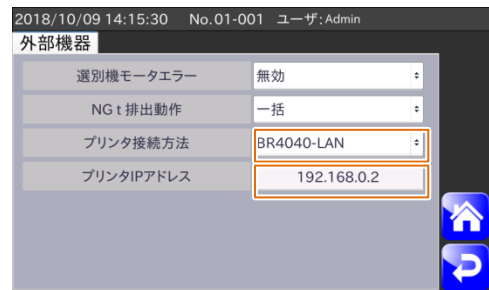 2018/10/09 14:15:30 No.01-001 ユーザ:Admin
外部機器
選別機モータエラー 無効
NGt排出動作 一括
プリンタ接続方法 BR4040-LAN
プリンタIPアドレス 192.168.0.2